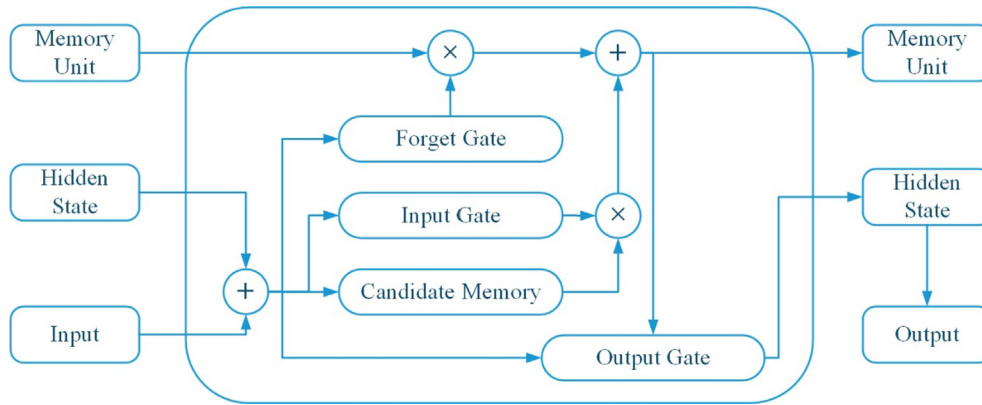 Memory
Unit
×
+
Memory
Unit
Forget Gate
Hidden
State
Input Gate
×
Hidden
State
+
Candidate Memory
Input
Output Gate
Output